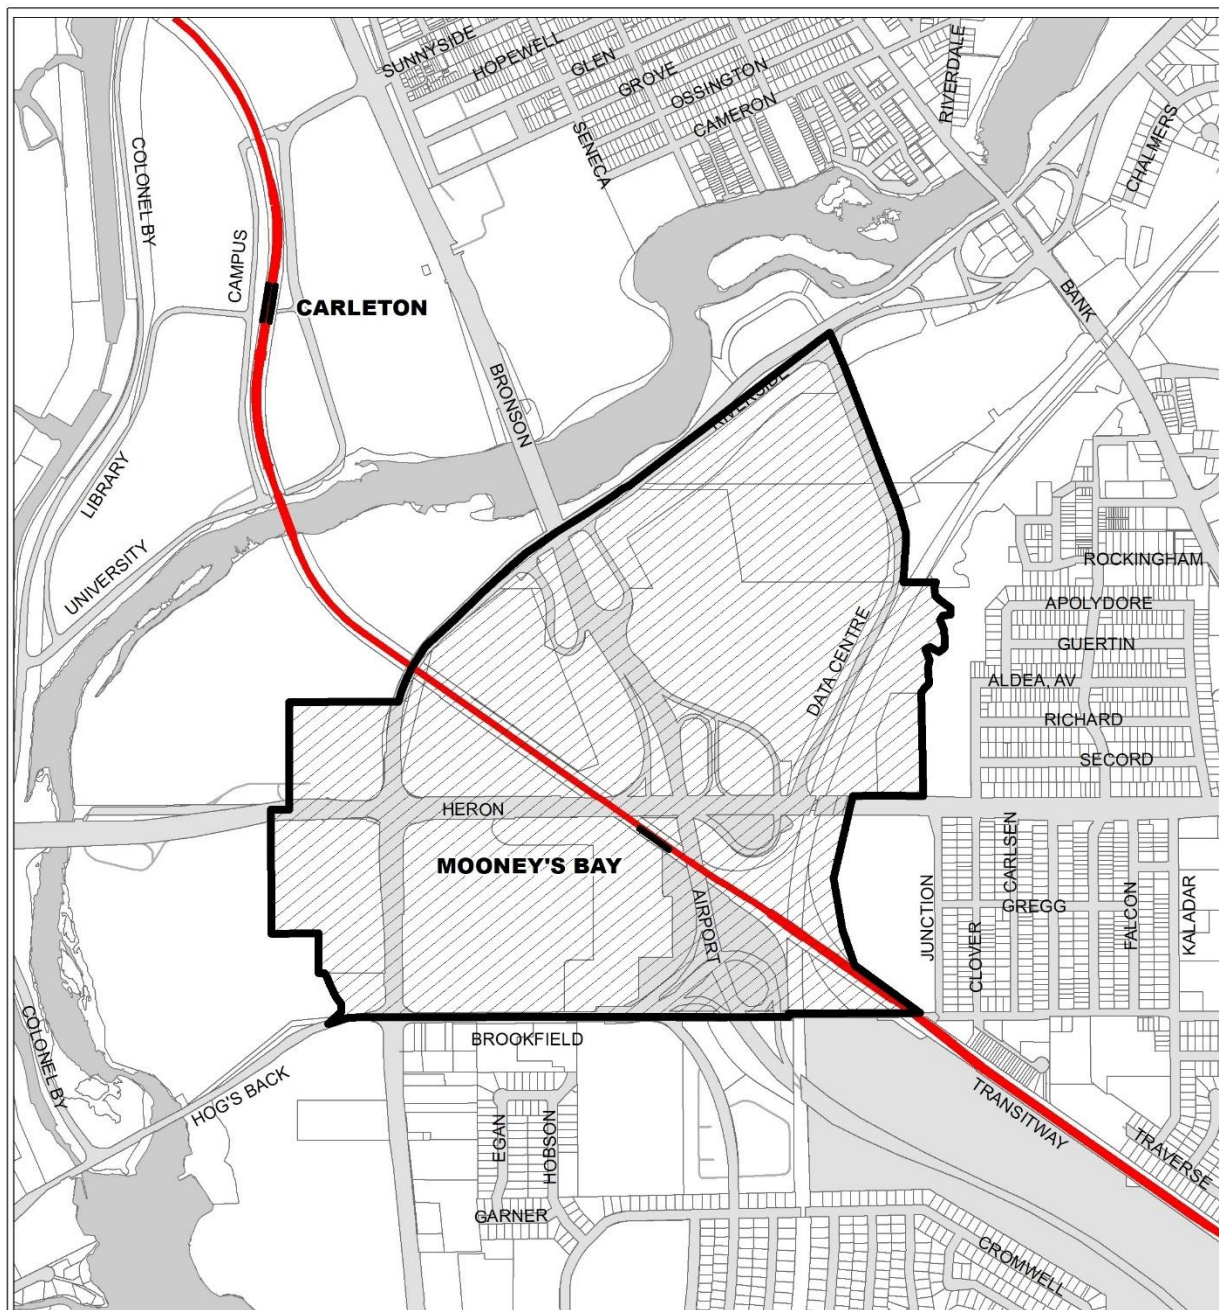 SUNNYSIDE
HOPEWELL
GLEN
GROVE
OSSINGTON
CAMERON
SENECA
RIVERDALE
CHALMERS
COLONEL BY
CAMPUS
CARLETON
BANK
BRONSON
RIVERSIDE
LIBRARY
UNIVERSITY
ROCKINGHAM
APOLYDORE
GUERTIN
ALDEA, AV
RICHARD
SECORD
DATA CENTRE
HERON
MOONEY'S BAY
AIRPORT
JUNCTION
CLOVER
CARLSEN
GREGG
FALCON
KALADAR
COLONEL BY
HOG'S BACK
BROOKFIELD
EGAN
HOBSON
GARNER
TRANSITWAY
TRAVERSE
CROMWELL